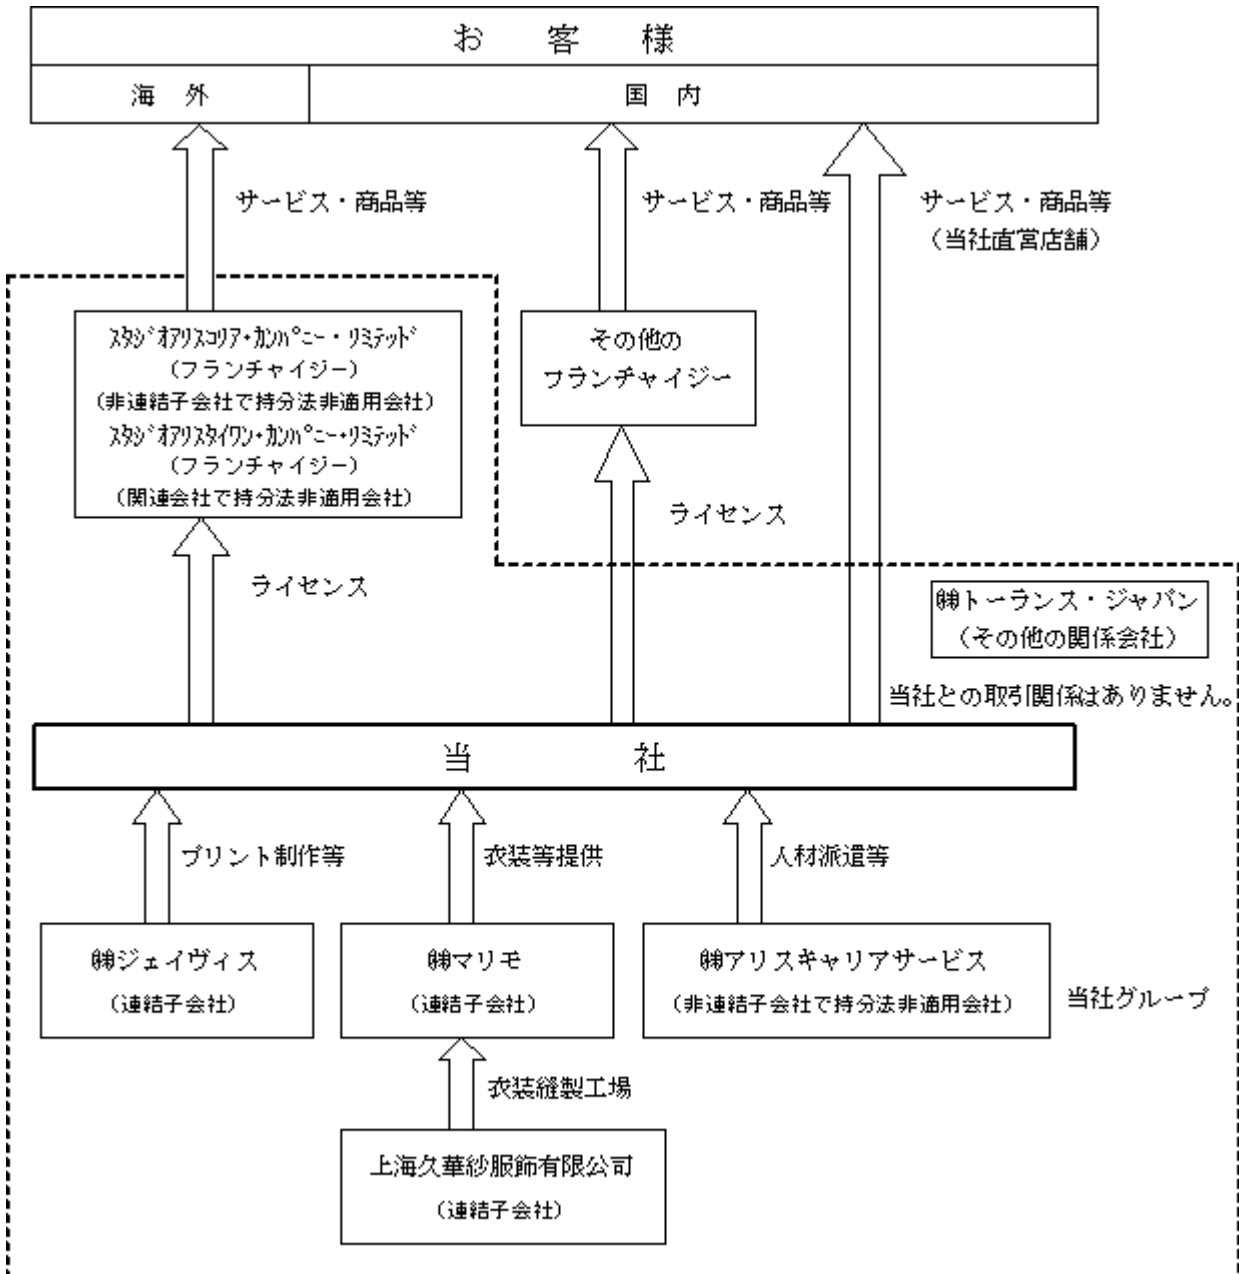 お客様
海外 国内
サービス・商品等 サービス・商品等 サービス・商品等
（当社直営店舗）
ｽﾀｼﾞｵｱﾘｽｺﾘｱ・ｶﾝﾊﾟﾆｰ・ﾘﾐﾃｯﾄﾞ
（フランチャイジー）
（非連結子会社で持分法非適用会社）
ｽﾀｼﾞｵｱﾘｽﾀｲﾜﾝ・ｶﾝﾊﾟﾆｰ・ﾘﾐﾃｯﾄﾞ
（フランチャイジー）
（関連会社で持分法非適用会社）
その他の
フランチャイジー
ライセンス
ライセンス
㈱トーランス・ジャパン
（その他の関係会社）
当社との取引関係はありません。
当社
プリント制作等 衣装等提供 人材派遣等
㈱ジェイヴィス
（連結子会社）
㈱マリモ
（連結子会社）
㈱アリスキャリアサービス
（非連結子会社で持分法非適用会社）
当社グループ
衣装縫製工場
上海久華紗服飾有限公司
（連結子会社）